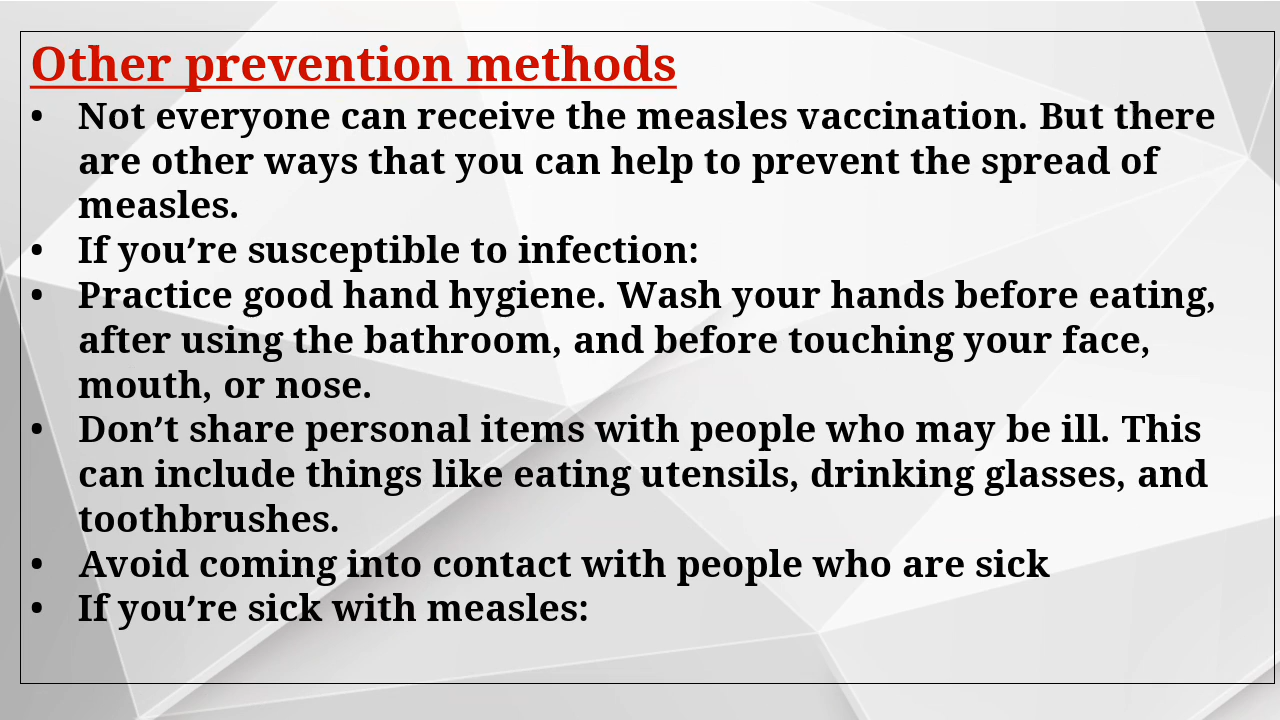 Other prevention methods
• Not everyone can receive the measles vaccination. But there
are other ways that you can help to prevent the spread of
measles.
• If you’re susceptible to infection:
• Practice good hand hygiene. Wash your hands before eating,
after using the bathroom, and before touching your face,
mouth, or nose.
• Don’t share personal items with people who may be ill. This
can include things like eating utensils, drinking glasses, and
toothbrushes.
• Avoid coming into contact with people who are sick
• If you’re sick with measles: